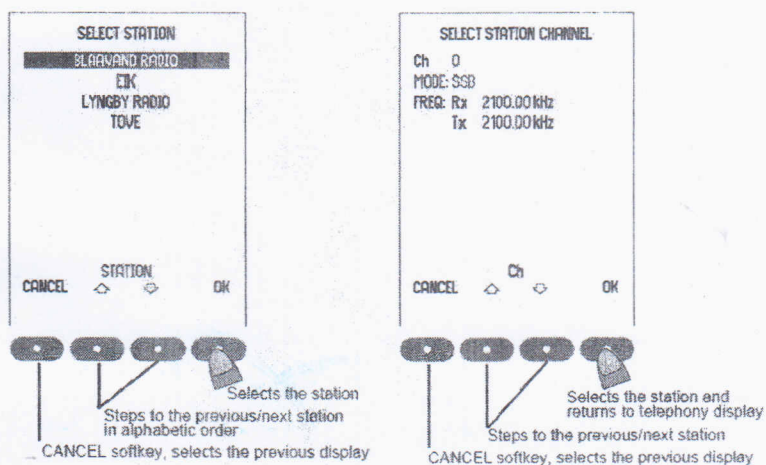 SELECT STATION
BLAAVAND RADIO
EIK
LYNGBY RADIO
TOVE
STATION
CANCEL OK
Selects the station
Steps to the previous/next station
in alphabetic order
CANCEL softkey, selects the previous display
SELECT STATION CHANNEL
Ch 0
MODE: SSB
FREQ: Rx 2100.00 kHz
Tx 2100.00 kHz
Ch
CANCEL OK
Selects the station and
returns to telephony display
Steps to the previous/next station
CANCEL softkey, selects the previous display